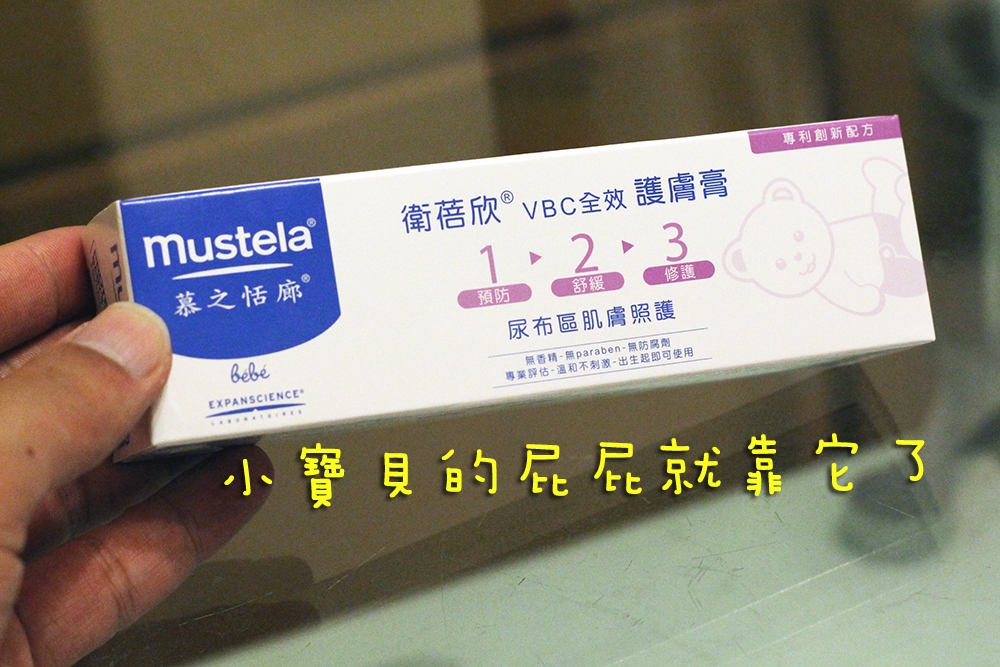 專利創新配方
mustela®
慕之恬廊®
bébé
EXPANSCIENCE®
LABORATOIRES
衛蓓欣® VBC全效 護膚膏
1 ▸ 2 ▸ 3
預防 舒緩 修護
尿布區肌膚照護
無香精-無paraben-無防腐劑
專業評估-溫和不刺激-出生起即可使用
小寶貝的屁屁就靠它了